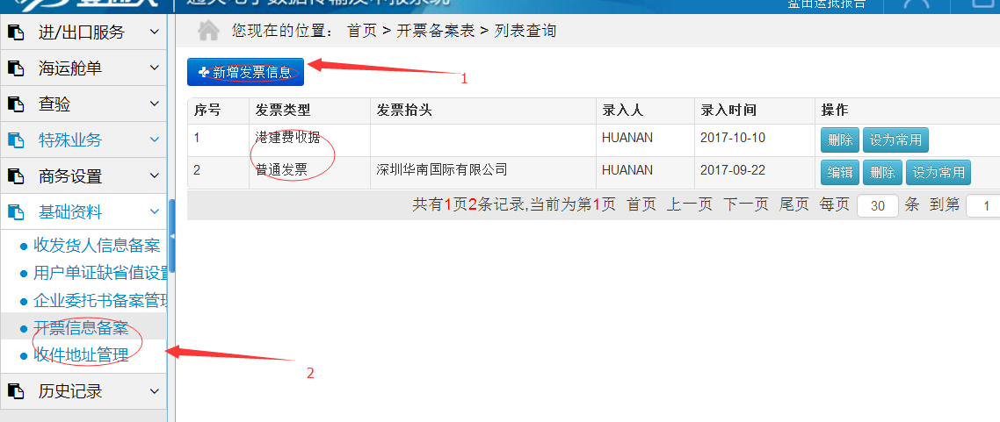 盐田运抵报告
进/出口服务
海运舱单
查验
特殊业务
商务设置
基础资料
收发货人信息备案
用户单证缺省值设置
企业委托书备案管理
开票信息备案
收件地址管理
历史记录
您现在的位置： 首页 > 开票备案表 > 列表查询
新增发票信息
1
序号 发票类型 发票抬头 录入人 录入时间 操作
1 港建费收据 HUANAN 2017-10-10 删除 设为常用
2 普通发票 深圳华南国际有限公司 HUANAN 2017-09-22 编辑 删除 设为常用
共有1页2条记录,当前为第1页 首页 上一页 下一页 尾页 每页 30 条 到第 1
2